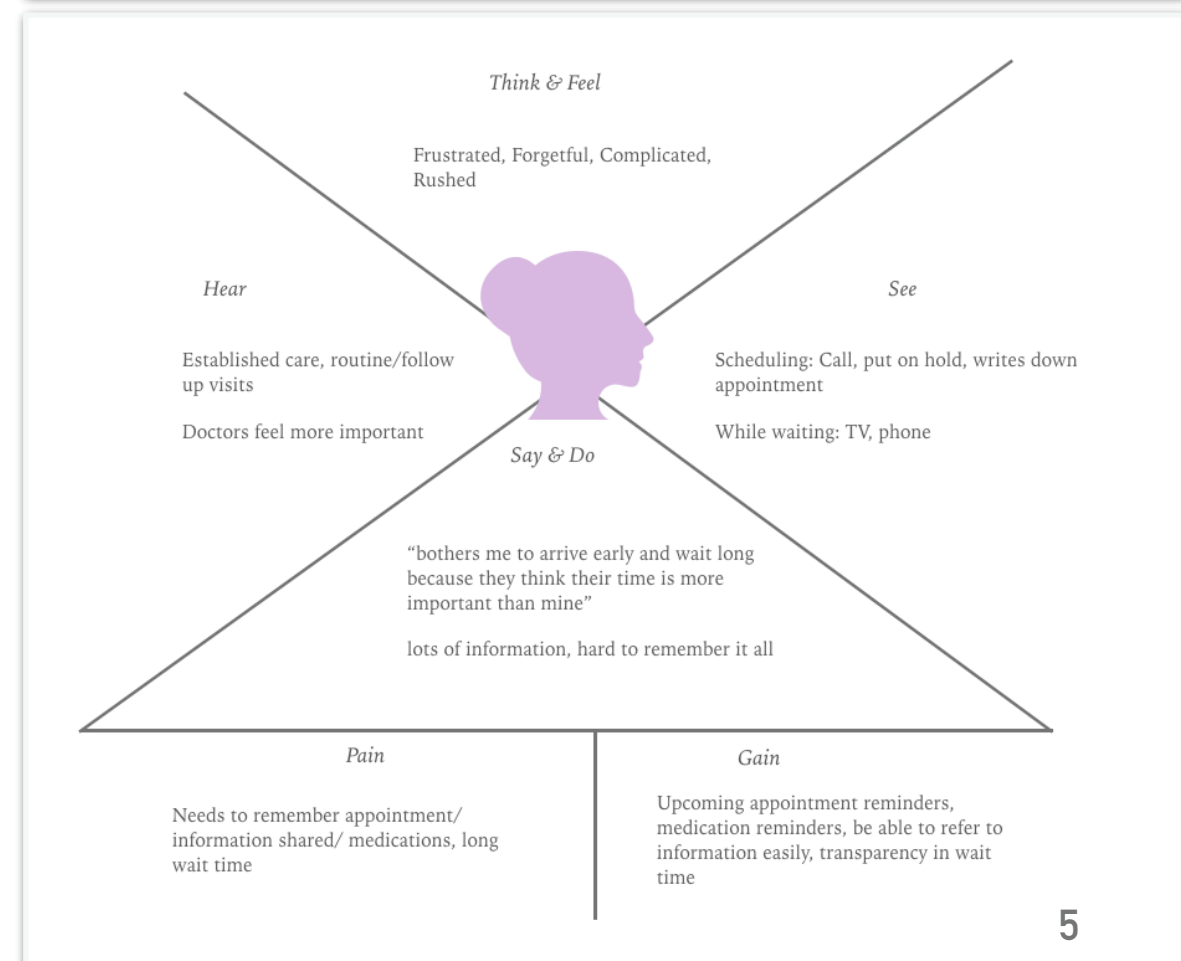 Think & Feel
Frustrated, Forgetful, Complicated,
Rushed
Hear
Established care, routine/follow
up visits
Doctors feel more important
See
Scheduling: Call, put on hold, writes down
appointment
While waiting: TV, phone
Say & Do
“bothers me to arrive early and wait long
because they think their time is more
important than mine”
lots of information, hard to remember it all
Pain
Needs to remember appointment/
information shared/ medications, long
wait time
Gain
Upcoming appointment reminders,
medication reminders, be able to refer to
information easily, transparency in wait
time
5